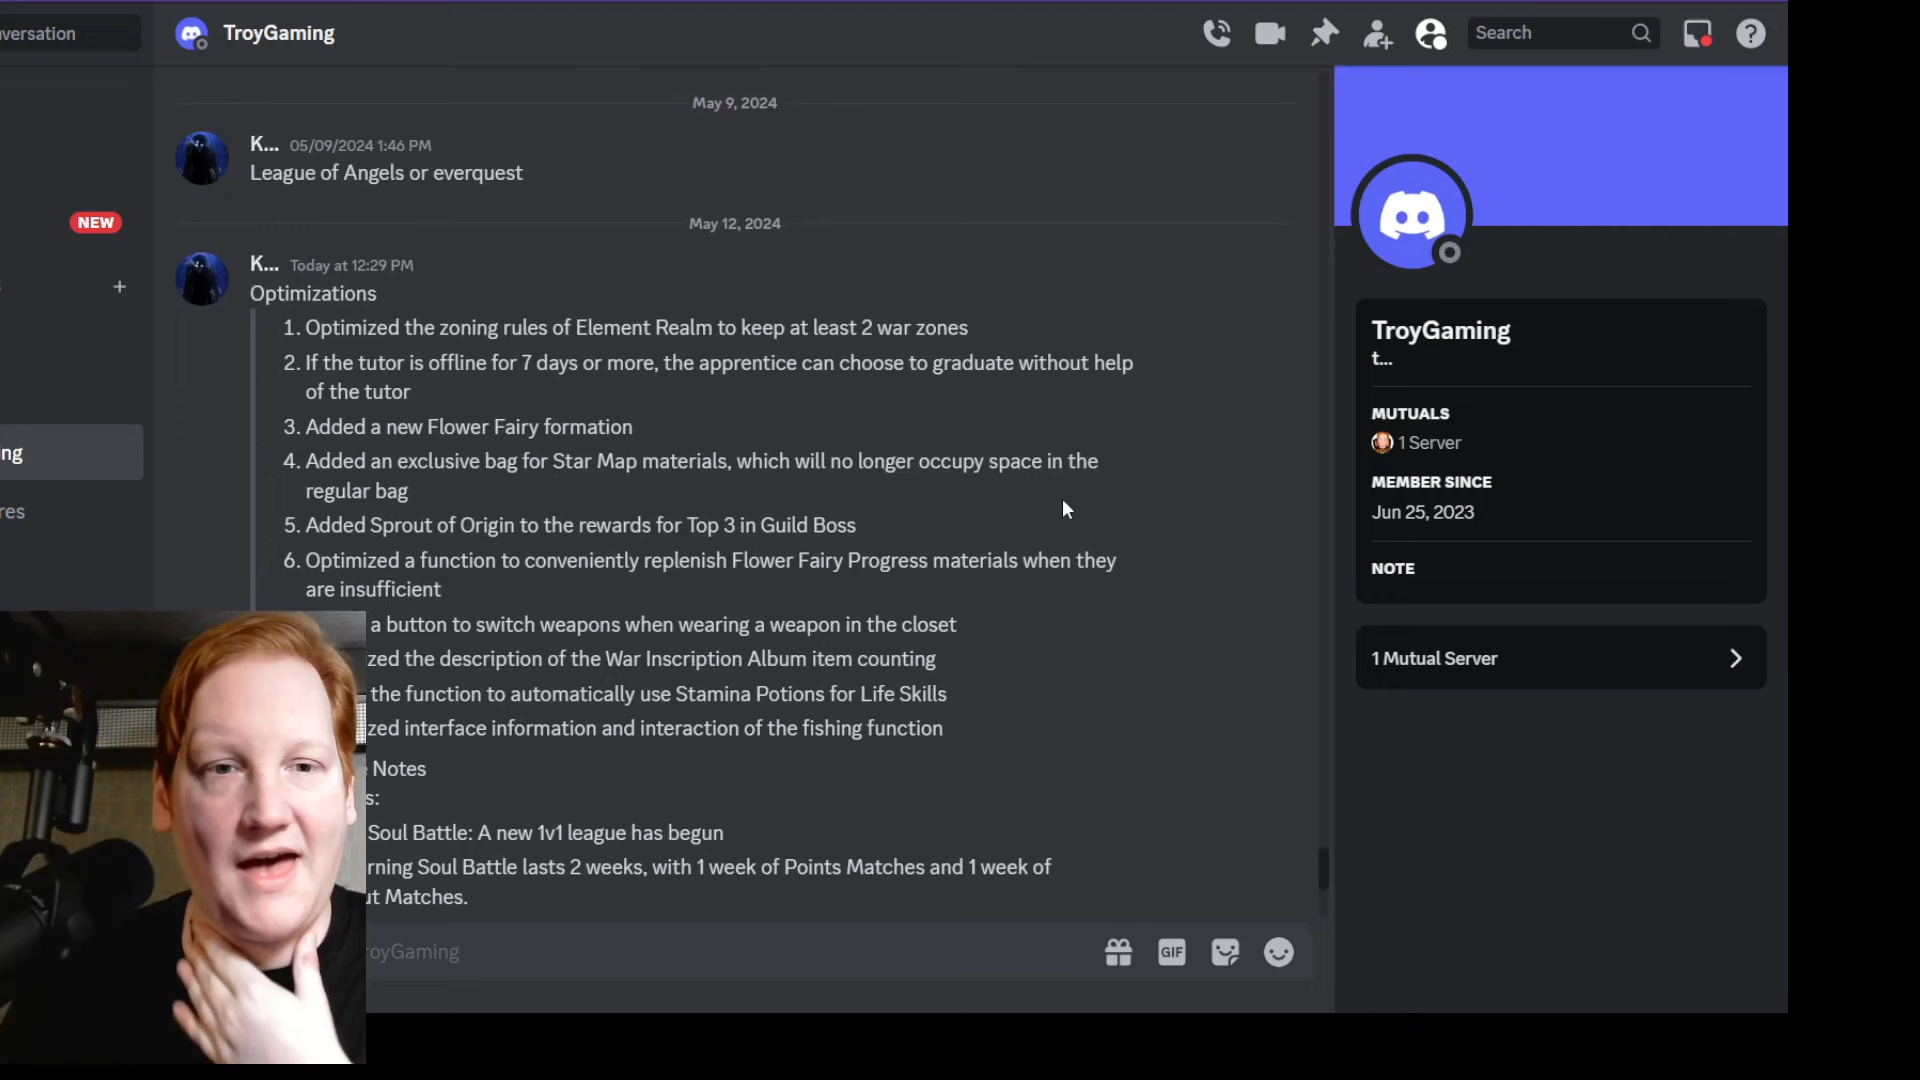 versation
TroyGaming
Search
May 9, 2024
K... 05/09/2024 1:46 PM
League of Angels or everquest
NEW
May 12, 2024
K... Today at 12:29 PM
Optimizations
1. Optimized the zoning rules of Element Realm to keep at least 2 war zones
2. If the tutor is offline for 7 days or more, the apprentice can choose to graduate without help
of the tutor
3. Added a new Flower Fairy formation
4. Added an exclusive bag for Star Map materials, which will no longer occupy space in the
regular bag
5. Added Sprout of Origin to the rewards for Top 3 in Guild Boss
6. Optimized a function to conveniently replenish Flower Fairy Progress materials when they
are insufficient
a button to switch weapons when wearing a weapon in the closet
zed the description of the War Inscription Album item counting
the function to automatically use Stamina Potions for Life Skills
zed interface information and interaction of the fishing function
Notes
s:
Soul Battle: A new 1v1 league has begun
rning Soul Battle lasts 2 weeks, with 1 week of Points Matches and 1 week of
ut Matches.
oyGaming
GIF
ng
res
TroyGaming
t...
MUTUALS
1 Server
MEMBER SINCE
Jun 25, 2023
NOTE
1 Mutual Server